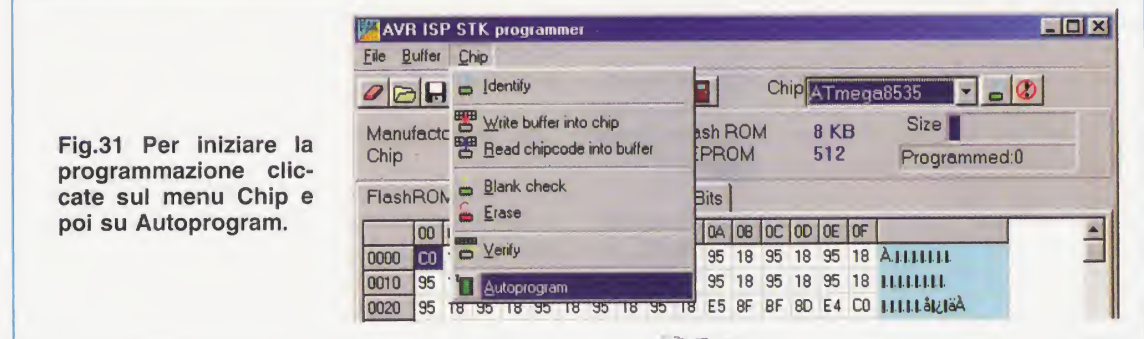 Fig.31 Per iniziare la
programmazione clic-
cate sul menu Chip e
poi su Autoprogram.
AVR ISP STK programmer
File Buffer Chip
Identify
Write buffer into chip
Read chipcode into buffer
Blank check
Erase
Verify
Autoprogram
Chip ATmega8535
Manufacto
Chip
ash ROM 8 KB
EPROM 512
Size
Programmed:0
FlashROM
Bits
00 0A 0B 0C 0D 0E 0F
0000 C0 95 18 95 18 95 18
0010 95 95 18 95 18 95 18
0020 95 18 95 18 95 18 95 18 95 18 E5 8F BF 8D E4 C0